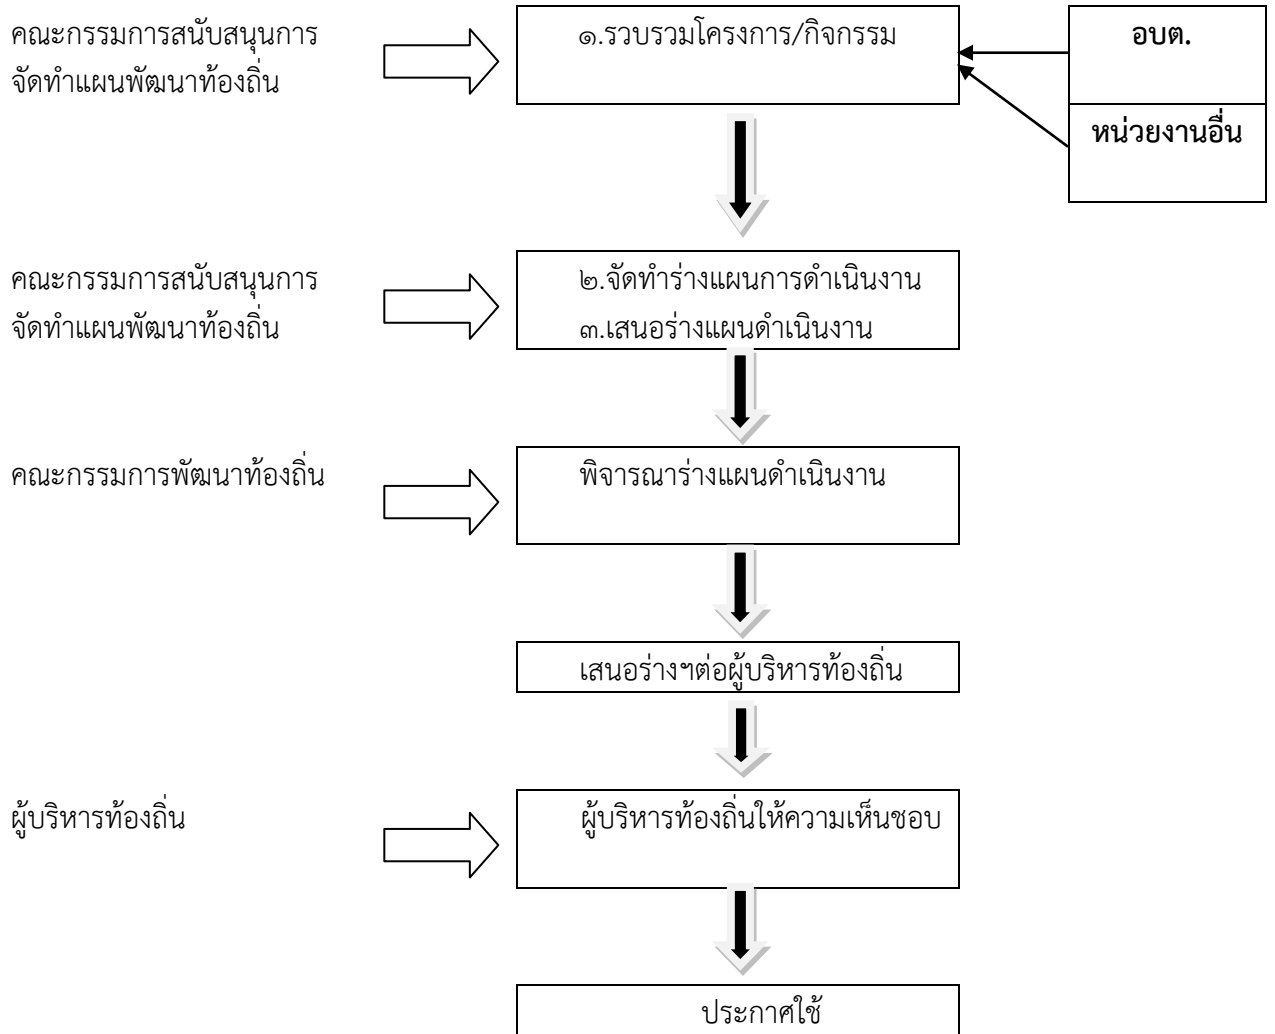 คณะกรรมการสนับสนุนการ
จัดทำแผนพัฒนาท้องถิ่น
๑.รวบรวมโครงการ/กิจกรรม
อบต.
หน่วยงานอื่น
คณะกรรมการสนับสนุนการ
จัดทำแผนพัฒนาท้องถิ่น
๒.จัดทำร่างแผนการดำเนินงาน
๓.เสนอร่างแผนดำเนินงาน
คณะกรรมการพัฒนาท้องถิ่น
พิจารณาร่างแผนดำเนินงาน
เสนอร่างฯต่อผู้บริหารท้องถิ่น
ผู้บริหารท้องถิ่น
ผู้บริหารท้องถิ่นให้ความเห็นชอบ
ประกาศใช้